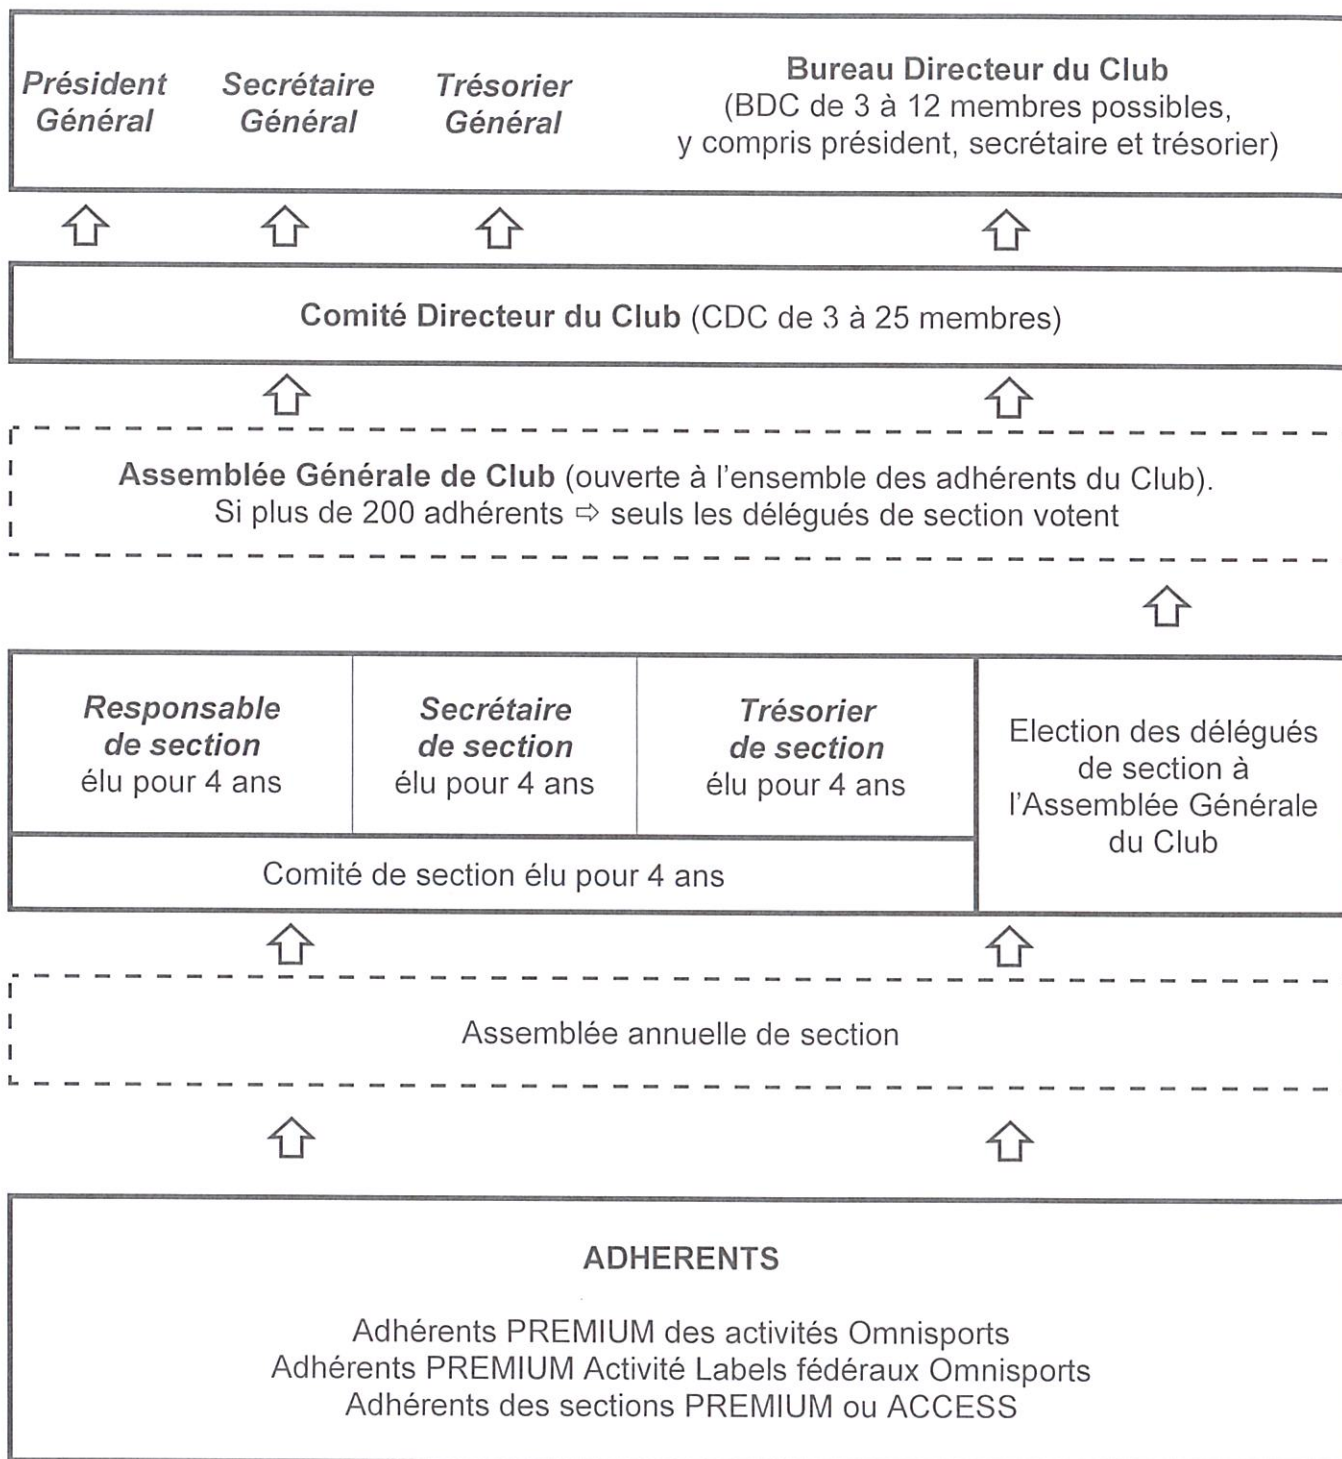 Président
Général
Secrétaire
Général
Trésorier
Général
Bureau Directeur du Club
(BDC de 3 à 12 membres possibles,
y compris président, secrétaire et trésorier)
Comité Directeur du Club (CDC de 3 à 25 membres)
Assemblée Générale de Club (ouverte à l'ensemble des adhérents du Club).
Si plus de 200 adhérents ⇨ seuls les délégués de section votent
Responsable
de section
élu pour 4 ans
Secrétaire
de section
élu pour 4 ans
Trésorier
de section
élu pour 4 ans
Election des délégués
de section à
l'Assemblée Générale
du Club
Comité de section élu pour 4 ans
Assemblée annuelle de section
ADHERENTS
Adhérents PREMIUM des activités Omnisports
Adhérents PREMIUM Activité Labels fédéraux Omnisports
Adhérents des sections PREMIUM ou ACCESS